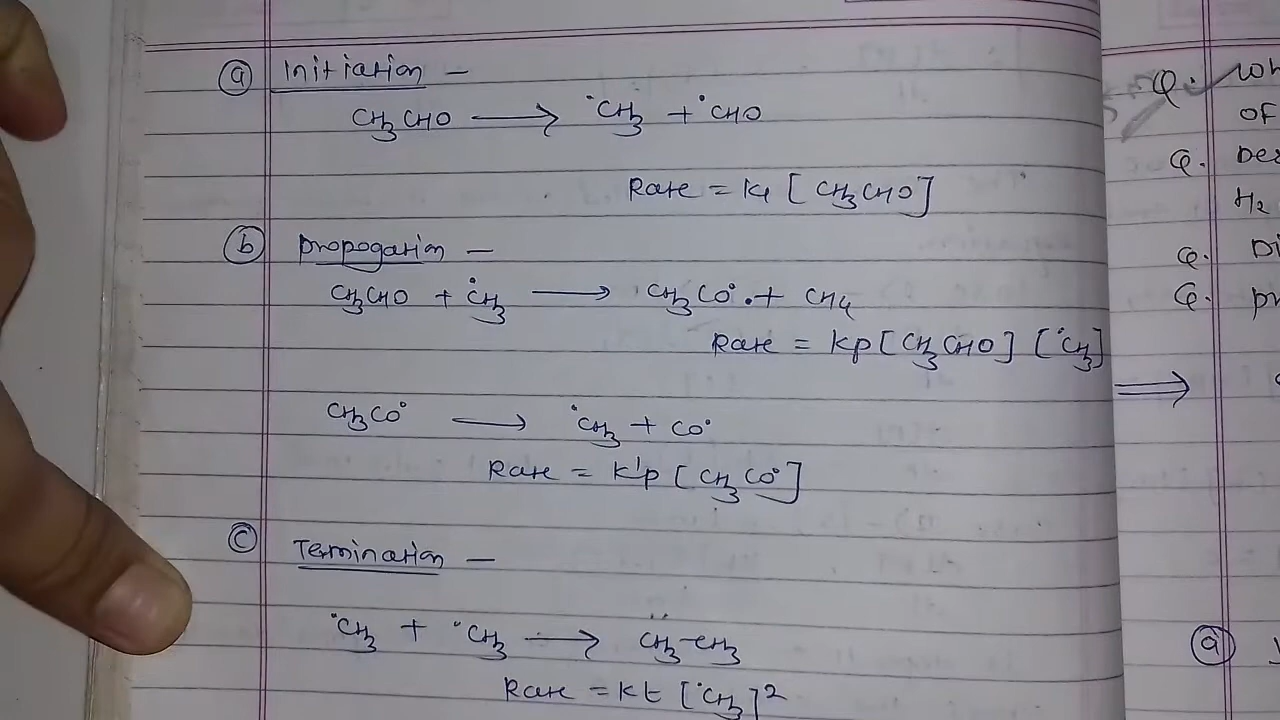 ⓐ Initiation —
CH3CHO ⟶ •CH3 + •CHO
Rate = Ki [CH3CHO]
ⓑ Propogation —
CH3CHO + •CH3 ⟶ CH3CO• + CH4
Rate = Kp [CH3CHO] [•CH3]
CH3CO• ⟶ •CH3 + CO•
Rate = K'p [CH3CO•]
ⓒ Termination —
•CH3 + •CH3 ⟶ CH3–CH3
Rate = Kt [•CH3]²
Q.
OF
Q.
H2
Q.
Q.
⟹
ⓐ